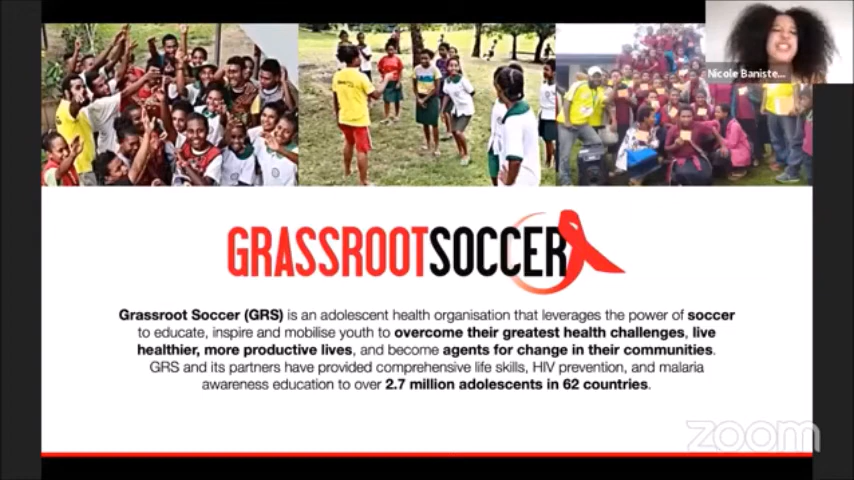 Nicole Baniste...
GRASSROOTSOCCER
Grassroot Soccer (GRS) is an adolescent health organisation that leverages the power of soccer
to educate, inspire and mobilise youth to overcome their greatest health challenges, live
healthier, more productive lives, and become agents for change in their communities.
GRS and its partners have provided comprehensive life skills, HIV prevention, and malaria
awareness education to over 2.7 million adolescents in 62 countries.
zoom